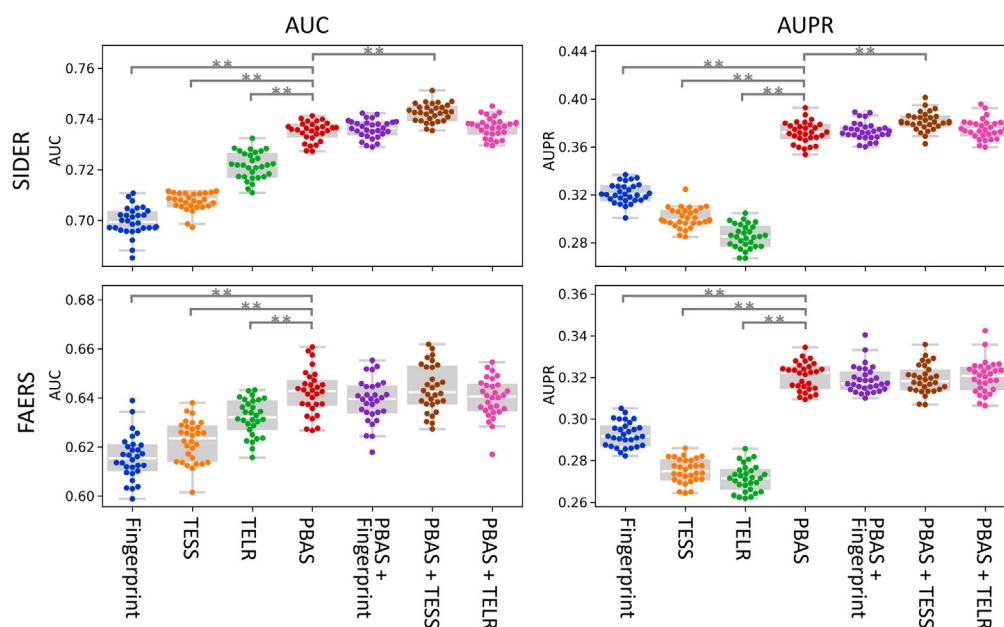 AUC
AUPR
SIDER
AUC
0.76
0.74
0.72
0.70
**
**
**
**
AUPR
0.44
0.40
0.36
0.32
0.28
**
**
**
**
FAERS
AUC
0.68
0.66
0.64
0.62
0.60
**
**
**
AUPR
0.36
0.34
0.32
0.30
0.28
0.26
**
**
**
Fingerprint
TESS
TELR
PBAS
PBAS +
Fingerprint
PBAS + TESS
PBAS + TELR
Fingerprint
TESS
TELR
PBAS
PBAS +
Fingerprint
PBAS + TESS
PBAS + TELR